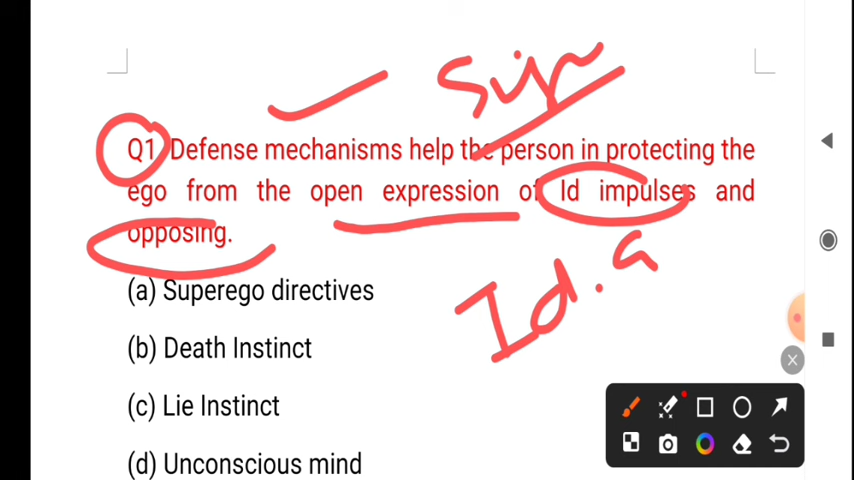 Q1 Defense mechanisms help the person in protecting the
ego from the open expression of Id impulses and
opposing.
Id.
(a) Superego directives
(b) Death Instinct
(c) Lie Instinct
(d) Unconscious mind